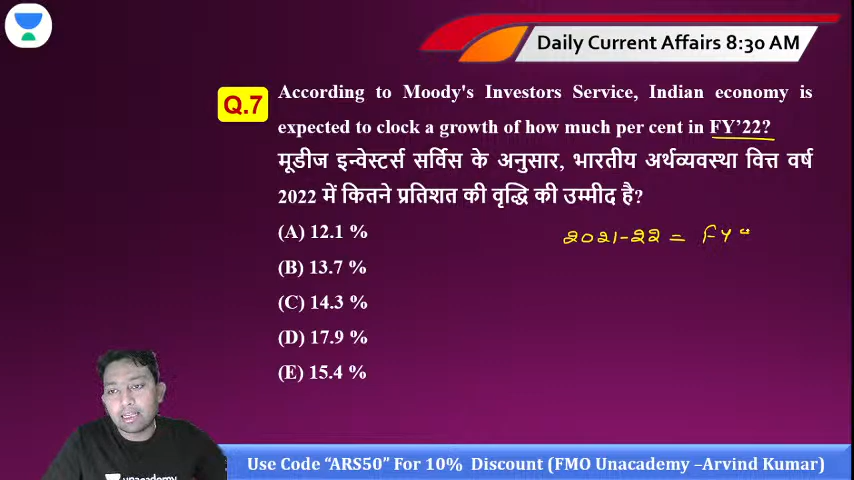 Daily Current Affairs 8:30 AM
Q.7
According to Moody's Investors Service, Indian economy is
expected to clock a growth of how much per cent in FY'22?
मूडीज इन्वेस्टर्स सर्विस के अनुसार, भारतीय अर्थव्यवस्था वित्त वर्ष
2022 में कितने प्रतिशत की वृद्धि की उम्मीद है?
(A) 12.1 %
2021-22 = FY "
(B) 13.7 %
(C) 14.3 %
(D) 17.9 %
(E) 15.4 %
unacademy
Use Code “ARS50” For 10% Discount (FMO Unacademy –Arvind Kumar)